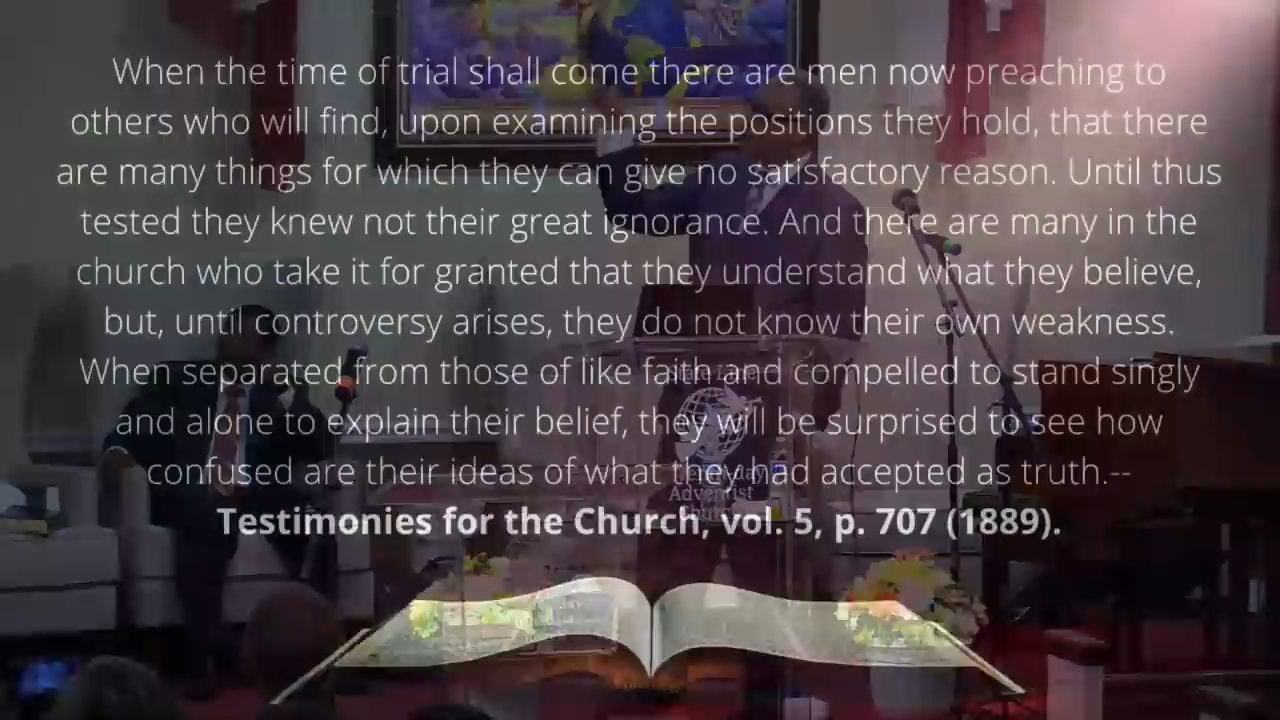 When the time of trial shall come there are men now preaching to
others who will find, upon examining the positions they hold, that there
are many things for which they can give no satisfactory reason. Until thus
tested they knew not their great ignorance. And there are many in the
church who take it for granted that they understand what they believe,
but, until controversy arises, they do not know their own weakness.
When separated from those of like faith and compelled to stand singly
and alone to explain their belief, they will be surprised to see how
confused are their ideas of what they had accepted as truth.--
Adventist
Testimonies for the Church, vol. 5, p. 707 (1889).